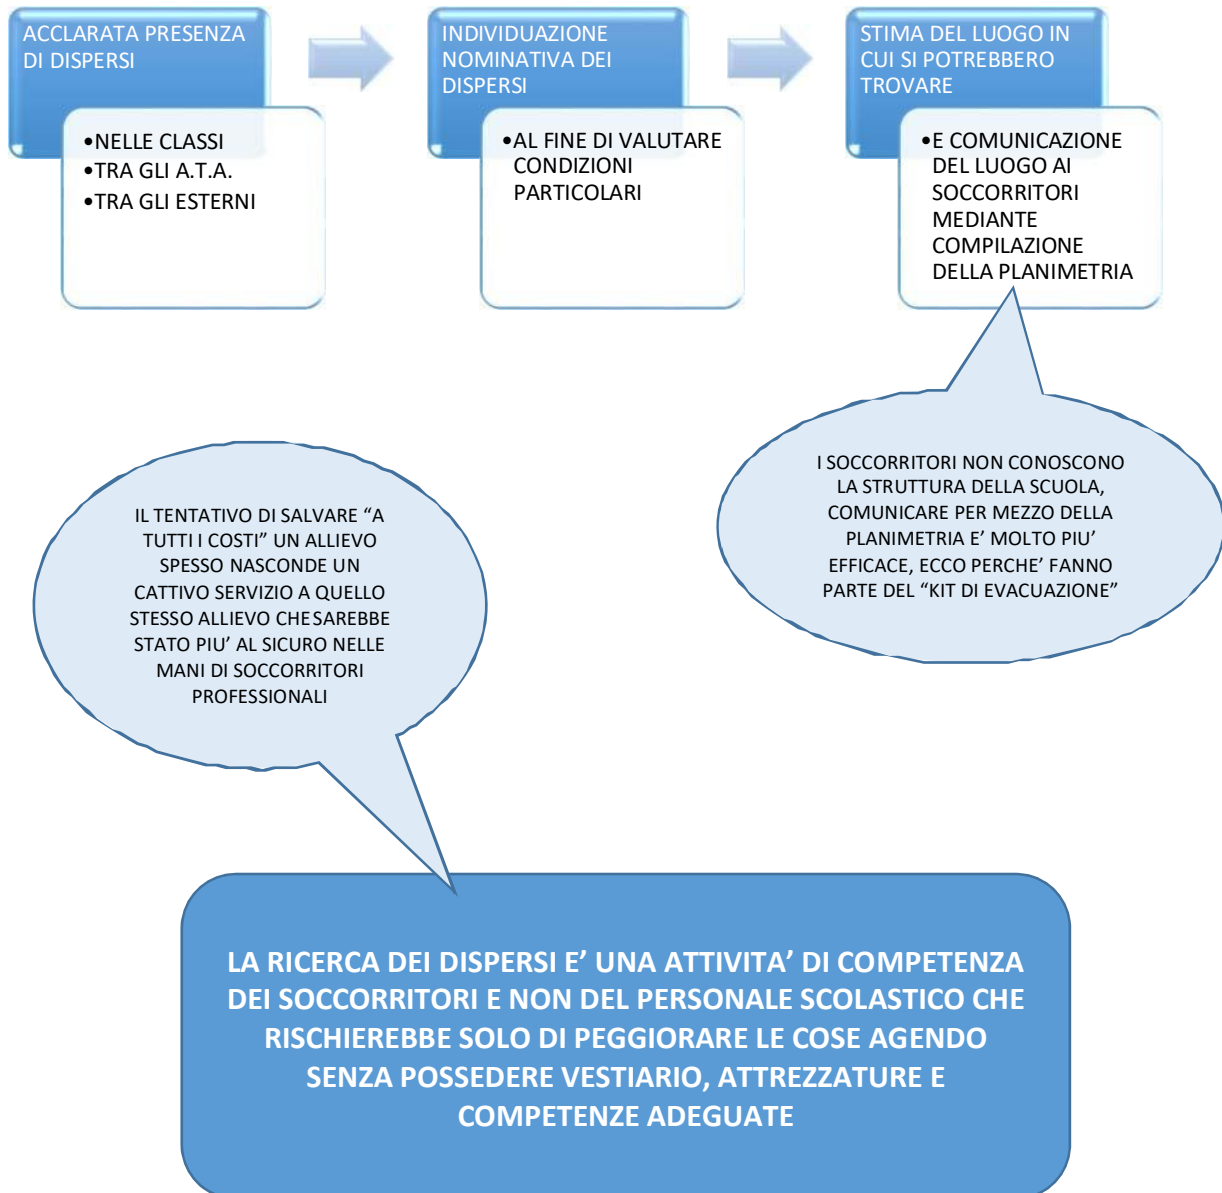 ACCLARATA PRESENZA
DI DISPERSI
•NELLE CLASSI
•TRA GLI A.T.A.
•TRA GLI ESTERNI
INDIVIDUAZIONE
NOMINATIVA DEI
DISPERSI
•AL FINE DI VALUTARE
CONDIZIONI
PARTICOLARI
STIMA DEL LUOGO IN
CUI SI POTREBBERO
TROVARE
•E COMUNICAZIONE
DEL LUOGO AI
SOCCORRITORI
MEDIANTE
COMPILAZIONE
DELLA PLANIMETRIA
I SOCCORRITORI NON CONOSCONO
LA STRUTTURA DELLA SCUOLA,
COMUNICARE PER MEZZO DELLA
PLANIMETRIA E’ MOLTO PIU’
EFFICACE, ECCO PERCHE’ FANNO
PARTE DEL “KIT DI EVACUAZIONE”
IL TENTATIVO DI SALVARE “A
TUTTI I COSTI” UN ALLIEVO
SPESSO NASCONDE UN
CATTIVO SERVIZIO A QUELLO
STESSO ALLIEVO CHE SAREBBE
STATO PIU’ AL SICURO NELLE
MANI DI SOCCORRITORI
PROFESSIONALI
LA RICERCA DEI DISPERSI E’ UNA ATTIVITA’ DI COMPETENZA
DEI SOCCORRITORI E NON DEL PERSONALE SCOLASTICO CHE
RISCHIEREBBE SOLO DI PEGGIORARE LE COSE AGENDO
SENZA POSSEDERE VESTIARIO, ATTREZZATURE E
COMPETENZE ADEGUATE